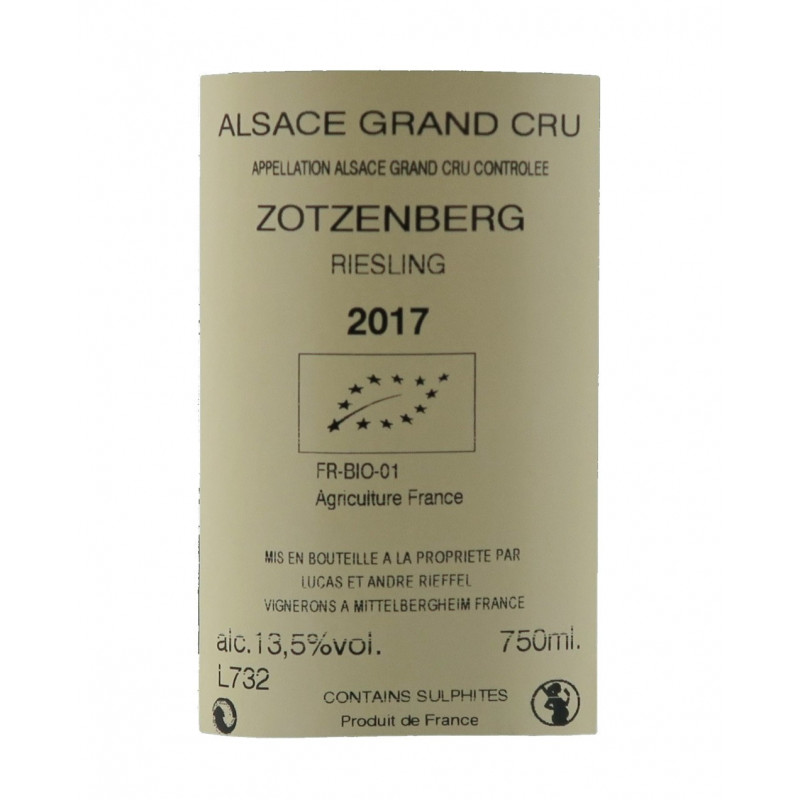 ALSACE GRAND CRU
APPELLATION ALSACE GRAND CRU CONTROLEE
ZOTZENBERG
RIESLING
2017
FR-BIO-01
Agriculture France
MIS EN BOUTEILLE A LA PROPRIETE PAR
LUCAS ET ANDRE RIEFFEL
VIGNERONS A MITTELBERGHEIM FRANCE
alc.13,5%vol. 750ml.
L732
CONTAINS SULPHITES
Produit de France